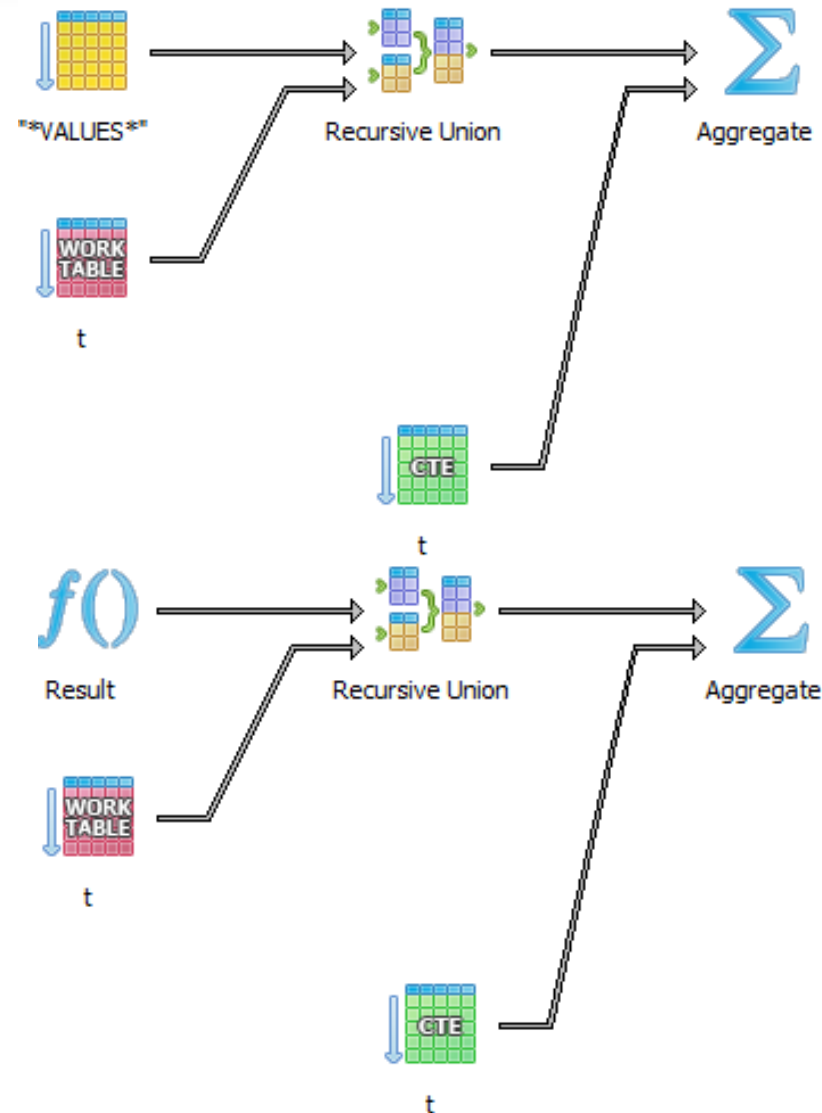 "*VALUES*"
Recursive Union
Aggregate
WORK
TABLE
t
CTE
t
f()
Result
Recursive Union
Σ
Aggregate
WORK
TABLE
t
CTE
t